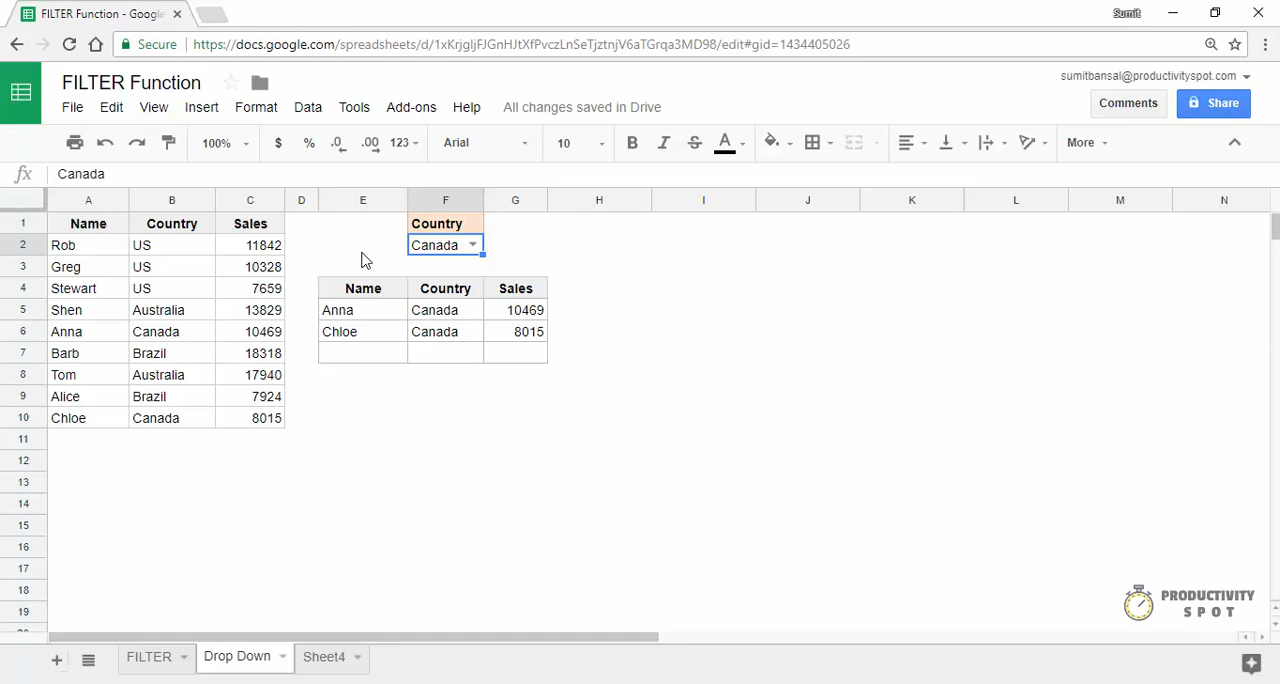 FILTER Function - Goog
Sumit
Secure
https://docs.google.com/spreadsheets/d/1xKrjgIjFJGnHJtXfPvczLnSeTjztnjV6aTGrqa3MD98/edit#gid=1434405026
FILTER Function
sumitbansal@productivityspot.com
File Edit View Insert Format Data Tools Add-ons Help All changes saved in Drive
Comments Share
100% $ % .0 .00 123 Arial 10 B I S A More
fx Canada
A B C D E F G H I J K L M N
1 Name Country Sales Country
2 Rob US 11842 Canada
3 Greg US 10328
4 Stewart US 7659 Name Country Sales
5 Shen Australia 13829 Anna Canada 10469
6 Anna Canada 10469 Chloe Canada 8015
7 Barb Brazil 18318
8 Tom Australia 17940
9 Alice Brazil 7924
10 Chloe Canada 8015
11
12
13
14
15
16
17
18
19
PRODUCTIVITY
SPOT
FILTER Drop Down Sheet4